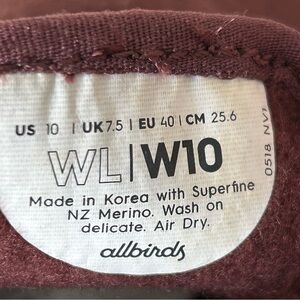 US 10 | UK 7.5 | EU 40 | CM 25.6
WL|W10
Made in Korea with Superfine
NZ Merino. Wash on
delicate. Air Dry.
allbirds
0518 NV1